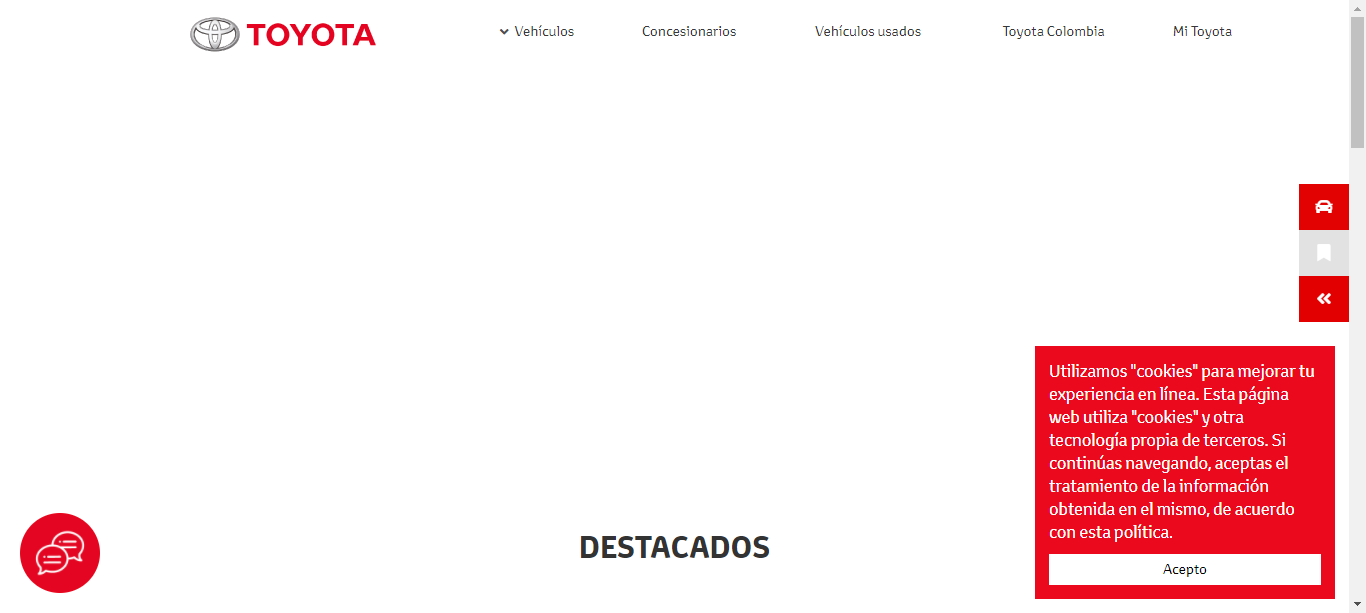 TOYOTA
Vehículos
Concesionarios
Vehículos usados
Toyota Colombia
Mi Toyota
Utilizamos "cookies" para mejorar tu
experiencia en línea. Esta página
web utiliza "cookies" y otra
tecnología propia de terceros. Si
continúas navegando, aceptas el
tratamiento de la información
obtenida en el mismo, de acuerdo
con esta política.
Acepto
DESTACADOS